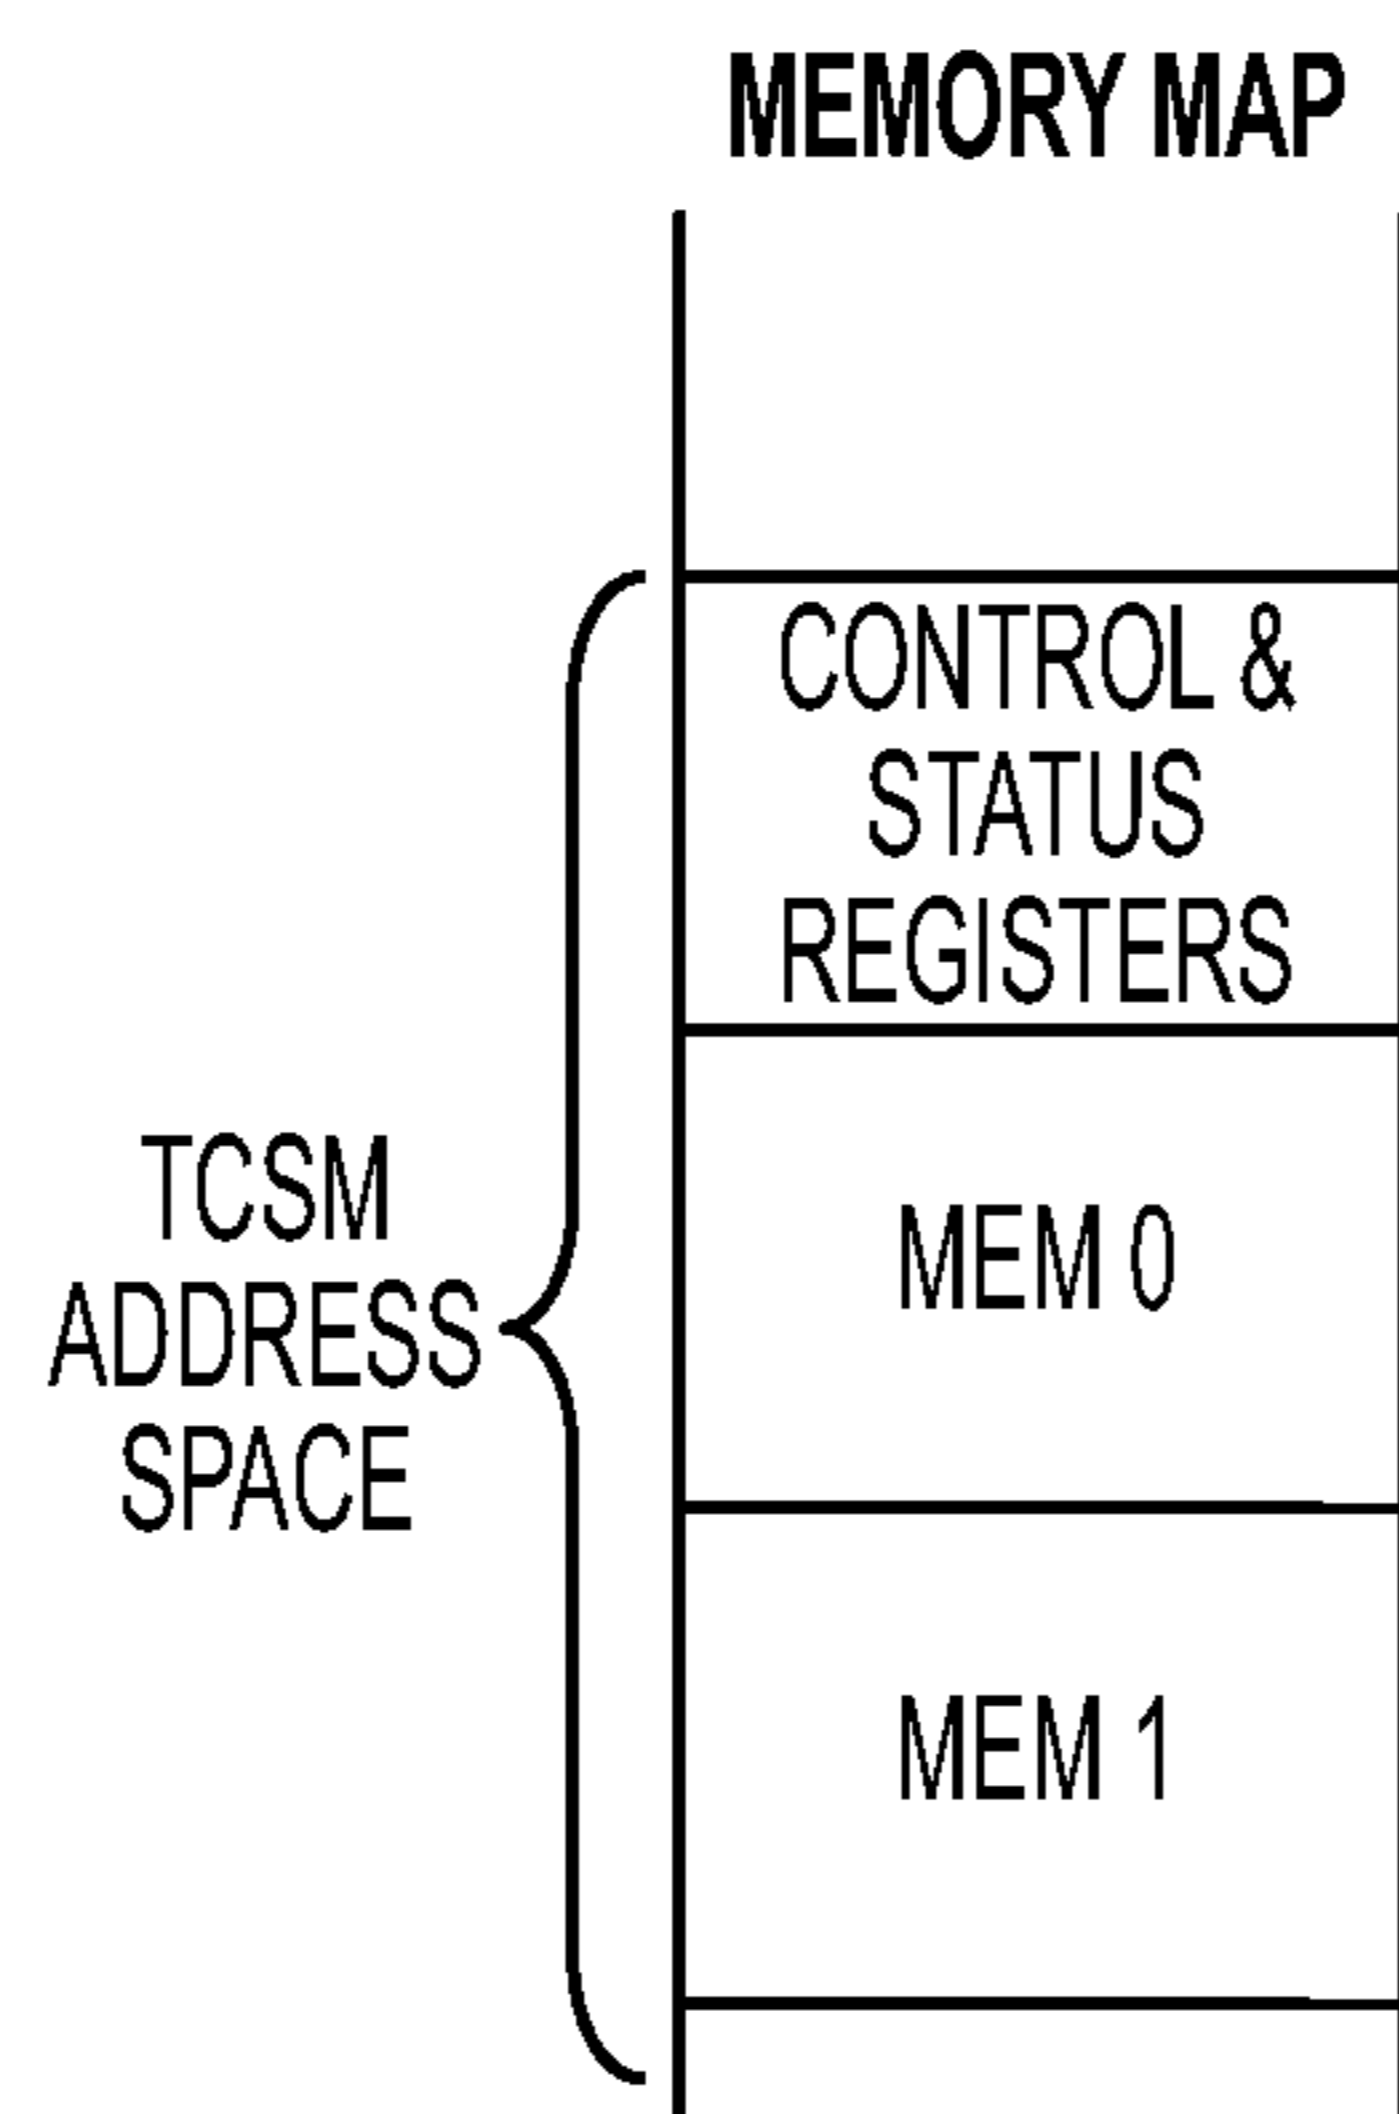 MEMORY MAP
CONTROL &
STATUS
REGISTERS
TCSM
ADDRESS
SPACE
MEM 0
MEM 1